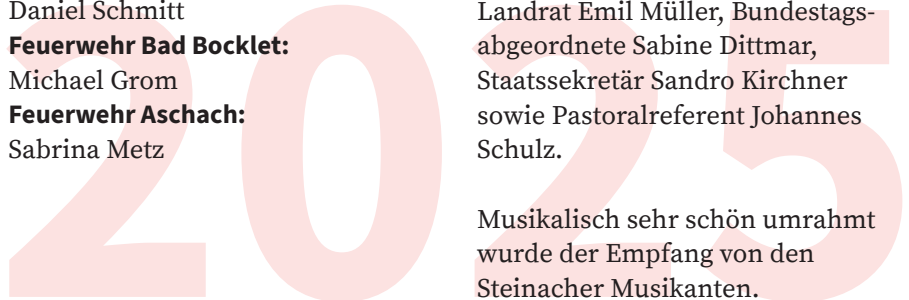 Daniel Schmitt
Feuerwehr Bad Bocklet:
Michael Grom
Feuerwehr Aschach:
Sabrina Metz
Landrat Emil Müller, Bundestags-
abgeordnete Sabine Dittmar,
Staatssekretär Sandro Kirchner
sowie Pastoralreferent Johannes
Schulz.
Musikalisch sehr schön umrahmt
wurde der Empfang von den
Steinacher Musikanten.
2025